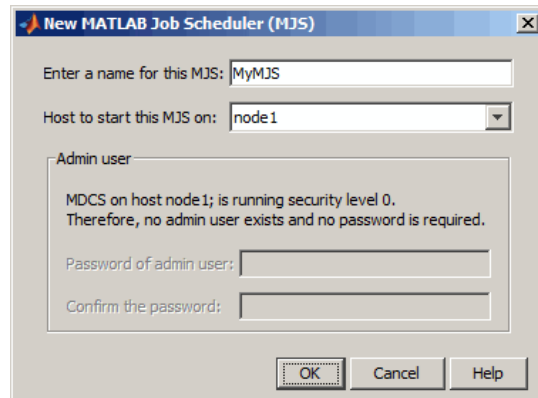 New MATLAB Job Scheduler (MJS)
Enter a name for this MJS: MyMJS
Host to start this MJS on: node1
Admin user
MDCS on host node1; is running security level 0.
Therefore, no admin user exists and no password is required.
Password of admin user:
Confirm the password:
OK Cancel Help